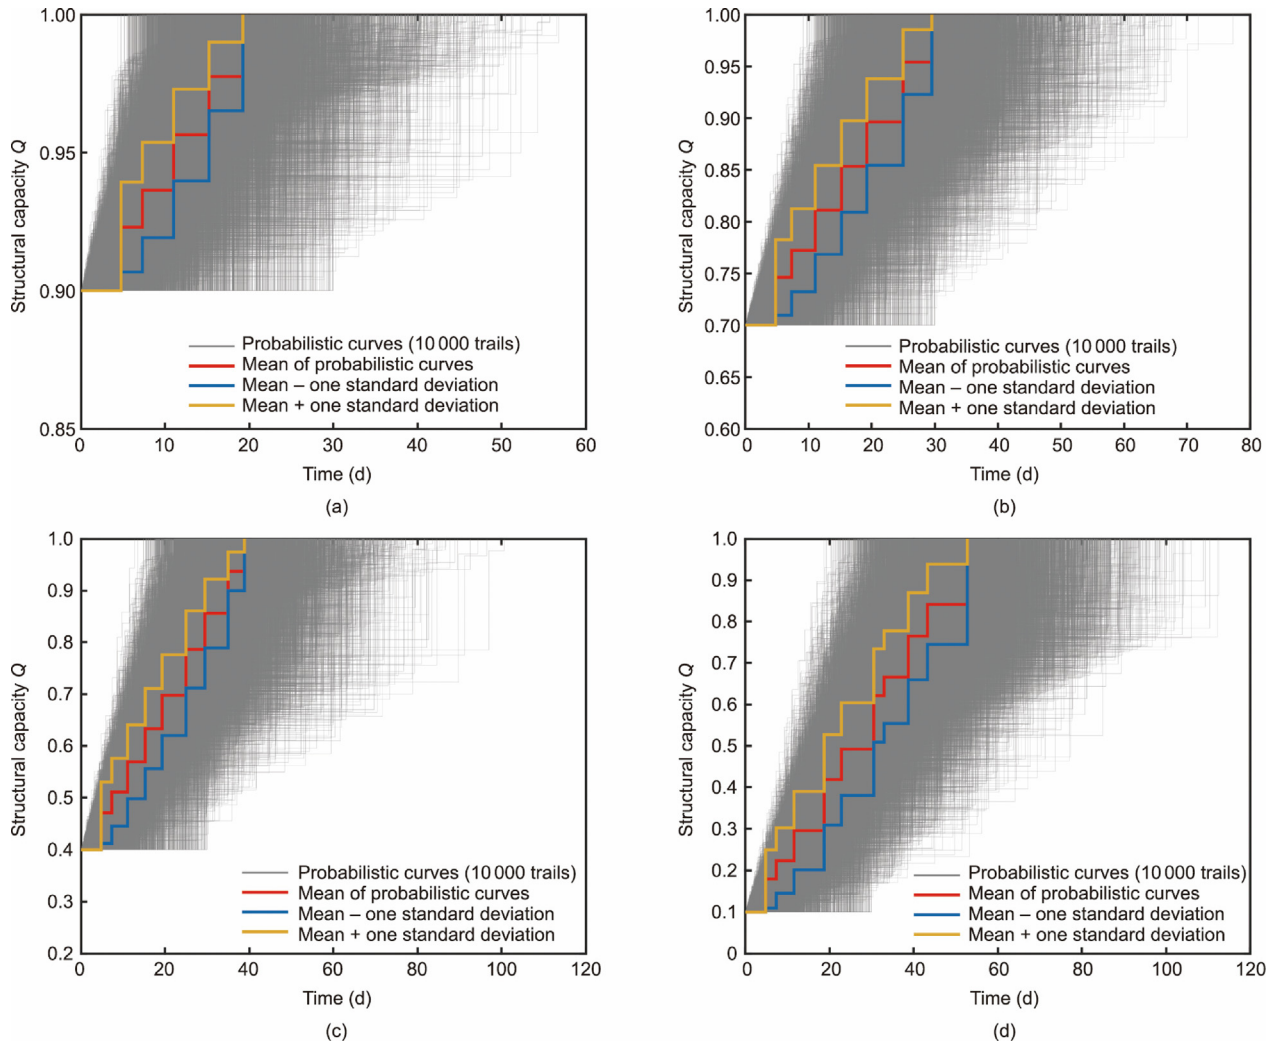 1.00
0.95
0.90
0.85
Structural capacity Q
Probabilistic curves (10 000 trails)
Mean of probabilistic curves
Mean – one standard deviation
Mean + one standard deviation
0 10 20 30 40 50 60
Time (d)
(a)
1.00
0.95
0.90
0.85
0.80
0.75
0.70
0.65
0.60
Structural capacity Q
Probabilistic curves (10 000 trails)
Mean of probabilistic curves
Mean – one standard deviation
Mean + one standard deviation
0 10 20 30 40 50 60 70 80
Time (d)
(b)
1.0
0.9
0.8
0.7
0.6
0.5
0.4
0.3
0.2
Structural capacity Q
Probabilistic curves (10 000 trails)
Mean of probabilistic curves
Mean – one standard deviation
Mean + one standard deviation
0 20 40 60 80 100 120
Time (d)
(c)
1.0
0.9
0.8
0.7
0.6
0.5
0.4
0.3
0.2
0.1
0
Structural capacity Q
Probabilistic curves (10 000 trails)
Mean of probabilistic curves
Mean – one standard deviation
Mean + one standard deviation
0 20 40 60 80 100 120
Time (d)
(d)